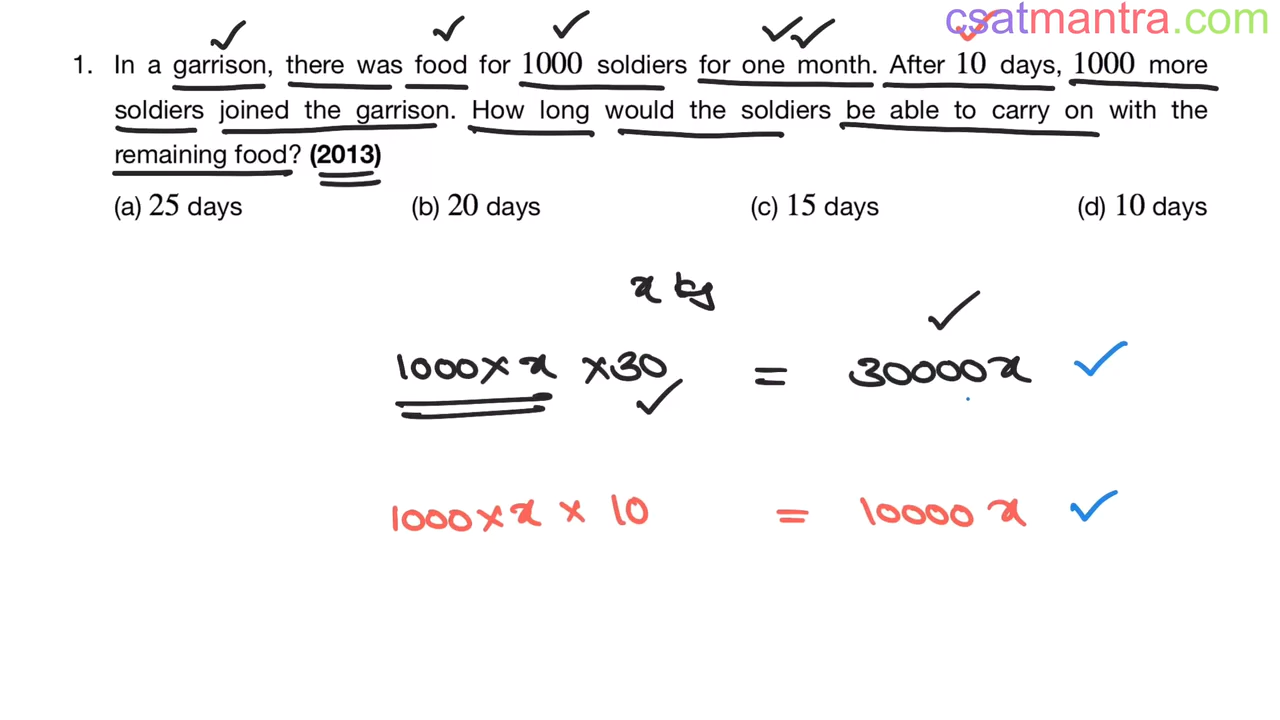 csatmantra.com
1. In a garrison, there was food for 1000 soldiers for one month. After 10 days, 1000 more
soldiers joined the garrison. How long would the soldiers be able to carry on with the
remaining food? (2013)
(a) 25 days (b) 20 days (c) 15 days (d) 10 days
x kg
1000 × x × 30 = 30000x
1000 × x × 10 = 10000 x